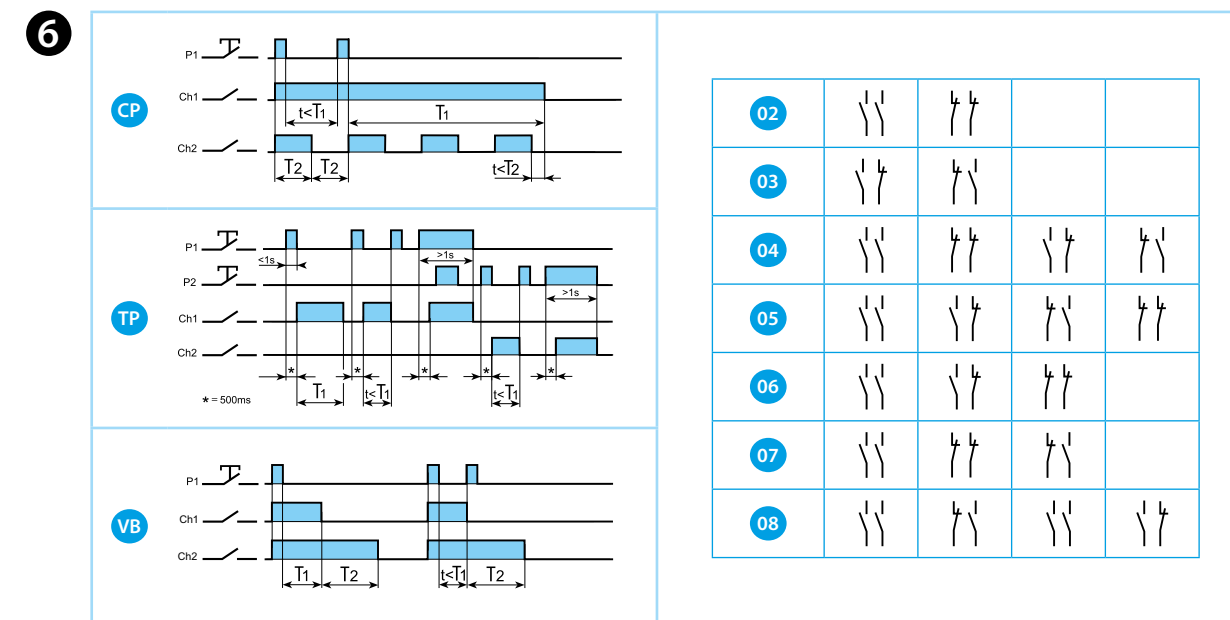 6
CP
P1
Ch1
t<T1
T1
Ch2
T2
T2
t<T2
TP
P1
<1s
>1s
P2
>1s
Ch1
Ch2
*
*
*
*
*
T1
t<T1
t<T1
* = 500ms
VB
P1
Ch1
Ch2
T1
T2
t<T1
T2
02
03
04
05
06
07
08